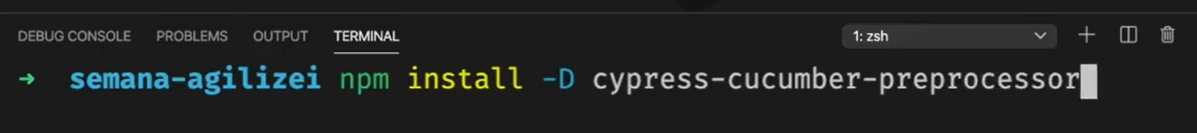 DEBUG CONSOLE PROBLEMS OUTPUT TERMINAL 1: zsh
→ semana-agilizei npm install -D cypress-cucumber-preprocessor